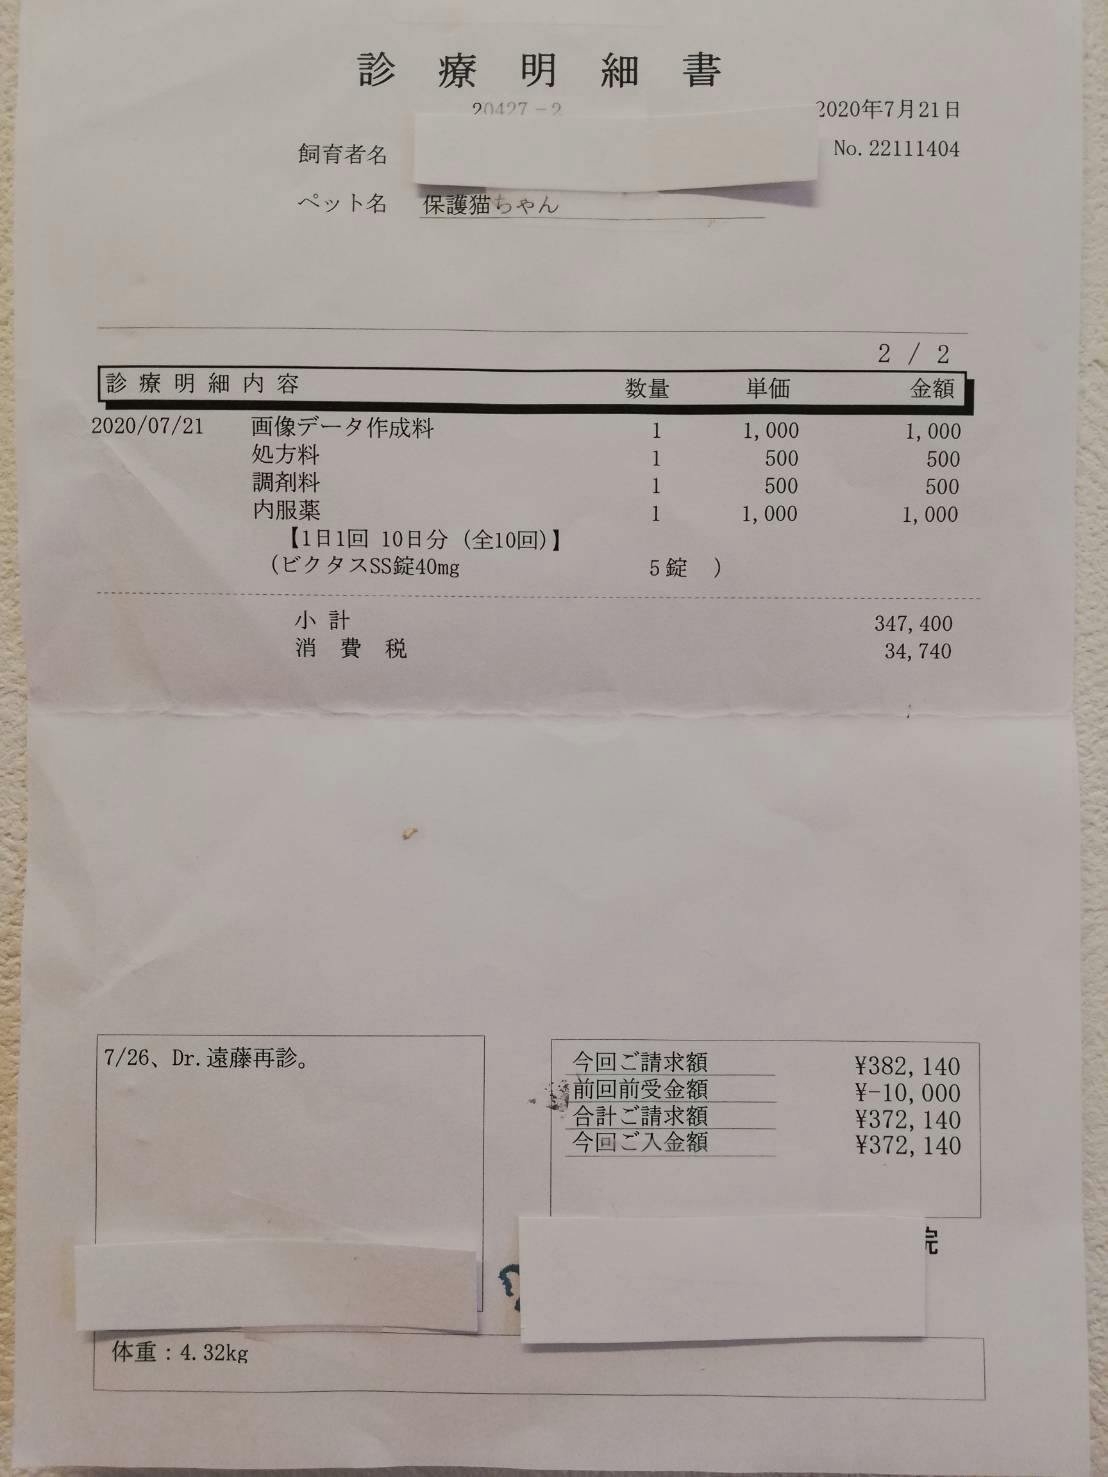 診療明細書
20427-2
2020年7月21日
飼育者名
No.22111404
ペット名 保護猫ちゃん
2 / 2
診療明細内容 数量 単価 金額
2020/07/21 画像データ作成料 1 1,000 1,000
処方料 1 500 500
調剤料 1 500 500
内服薬 1 1,000 1,000
【1日1回 10日分 (全10回)】
(ビクタスSS錠40mg 5錠 )
小計 347,400
消費税 34,740
7/26、Dr.遠藤再診。
今回ご請求額 ¥382,140
前回前受金額 ¥-10,000
合計ご請求額 ¥372,140
今回ご入金額 ¥372,140
院
体重：4.32kg